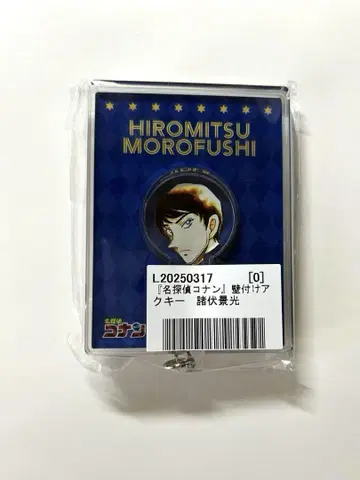 HIROMITSU
MOROFUSHI
L20250317 [0]
『名探偵コナン』壁付けア
クキー 諸伏景光
名探偵
コナン